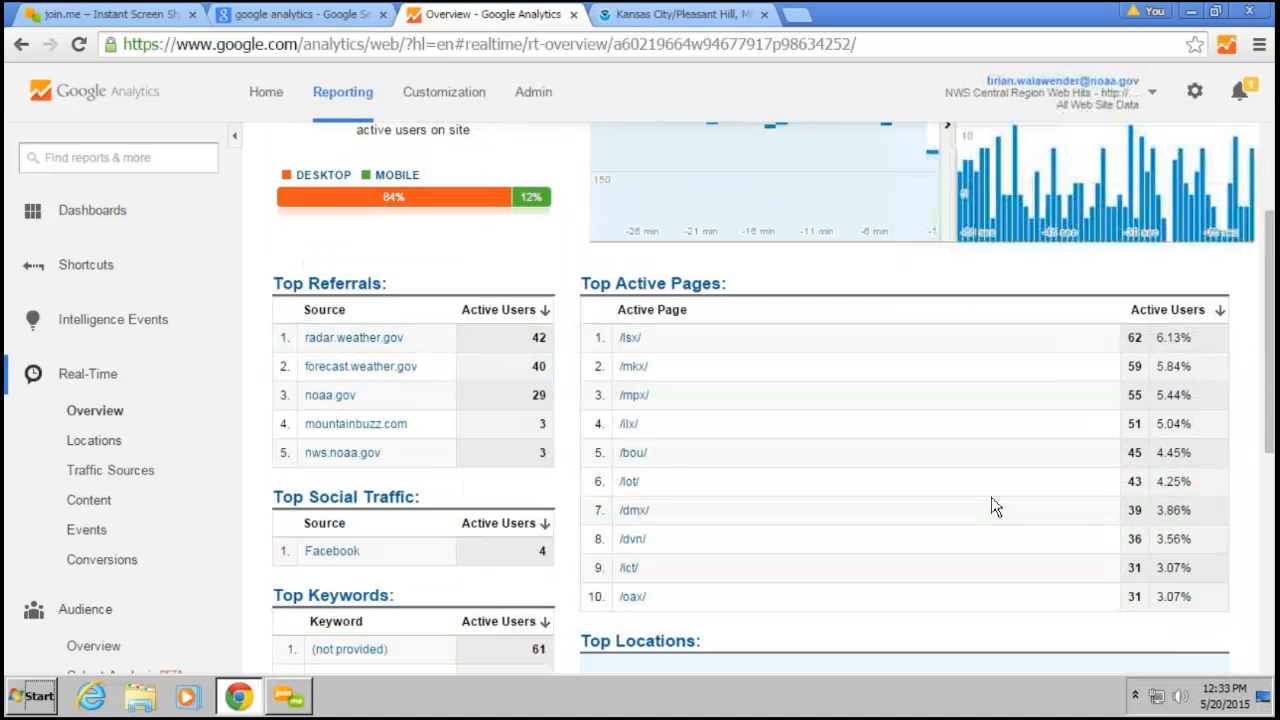 join.me – Instant Screen Sh
google analytics - Google Se
Overview - Google Analytics
Kansas City/Pleasant Hill, M
You
https://www.google.com/analytics/web/?hl=en#realtime/rt-overview/a60219664w94677917p98634252/
Google Analytics
Home
Reporting
Customization
Admin
brian.walawender@noaa.gov
NWS Central Region Web Hits - http://...
All Web Site Data
1
Find reports & more
Dashboards
Shortcuts
Intelligence Events
Real-Time
Overview
Locations
Traffic Sources
Content
Events
Conversions
Audience
Overview
active users on site
DESKTOP MOBILE
84% 12%
150
-26 min -21 min -16 min -11 min -6 min -1
10
Top Referrals:
Source Active Users
1. radar.weather.gov 42
2. forecast.weather.gov 40
3. noaa.gov 29
4. mountainbuzz.com 3
5. nws.noaa.gov 3
Top Social Traffic:
Source Active Users
1. Facebook 4
Top Keywords:
Keyword Active Users
1. (not provided) 61
Top Active Pages:
Active Page Active Users
1. /lsx/ 62 6.13%
2. /mkx/ 59 5.84%
3. /mpx/ 55 5.44%
4. /ilx/ 51 5.04%
5. /bou/ 45 4.45%
6. /lot/ 43 4.25%
7. /dmx/ 39 3.86%
8. /dvn/ 36 3.56%
9. /ict/ 31 3.07%
10. /oax/ 31 3.07%
Top Locations:
Start
join.me
12:33 PM
5/20/2015